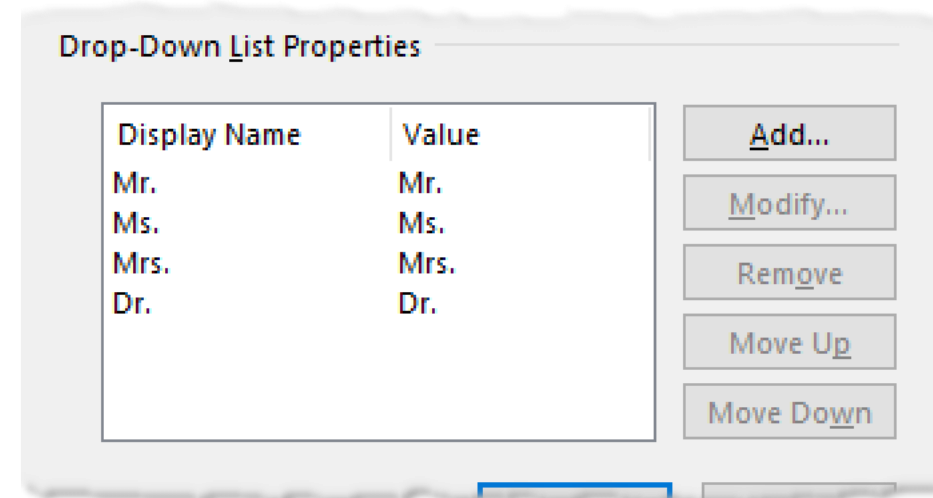 Drop-Down List Properties
Display Name Value Add...
Mr. Mr.
Ms. Ms. Modify...
Mrs. Mrs. Remove
Dr. Dr.
Move Up
Move Down